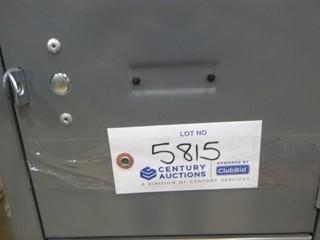 LOT NO
5815
CENTURY AUCTIONS
POWERED BY
ClubBid
A DIVISION OF CENTURY SERVICES